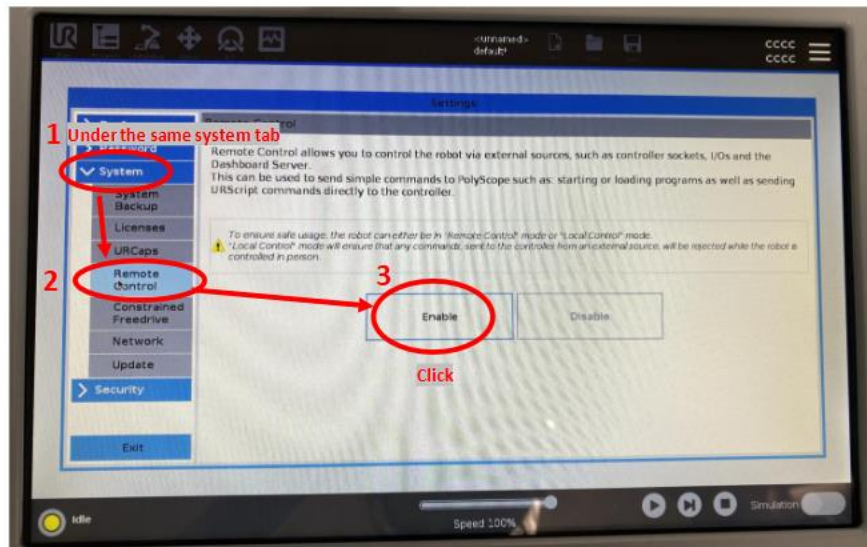 UR
<unnamed>
default*
CCCC
CCCC
Settings
Remote Control
1 Under the same system tab
Password
System
System
Backup
Licenses
URCaps
2
Remote
Control
Constrained
Freedrive
Network
Update
Security
Exit
Remote Control allows you to control the robot via external sources, such as controller sockets, I/Os and the
Dashboard Server.
This can be used to send simple commands to PolyScope such as: starting or loading programs as well as sending
URScript commands directly to the controller.
To ensure safe usage, the robot can either be in "Remote Control" mode or "Local Control" mode.
"Local Control" mode will ensure that any commands, sent to the controller from an external source, will be rejected while the robot is
controlled in person.
3
Enable
Disable
Click
Idle
Speed 100%
Simulation